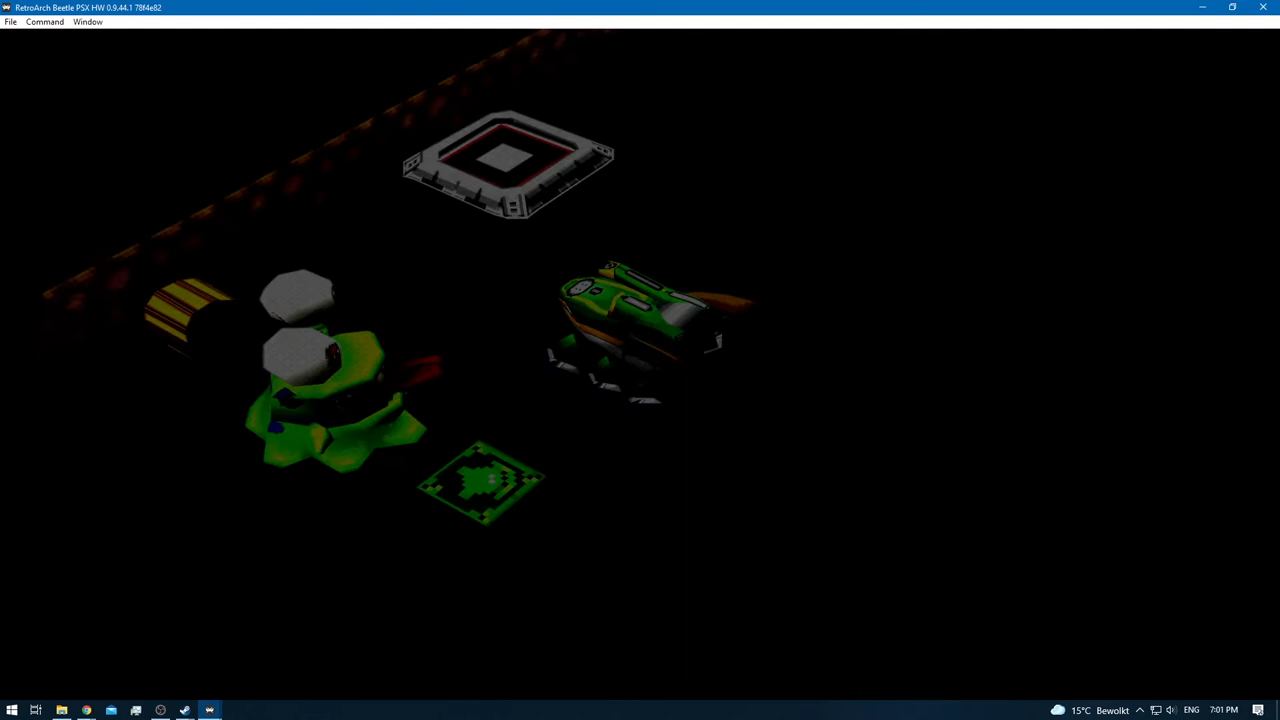 RetroArch Beetle PSX HW 0.9.44.1 78f4e82
File Command Window
15°C Bewolkt ENG 7:01 PM